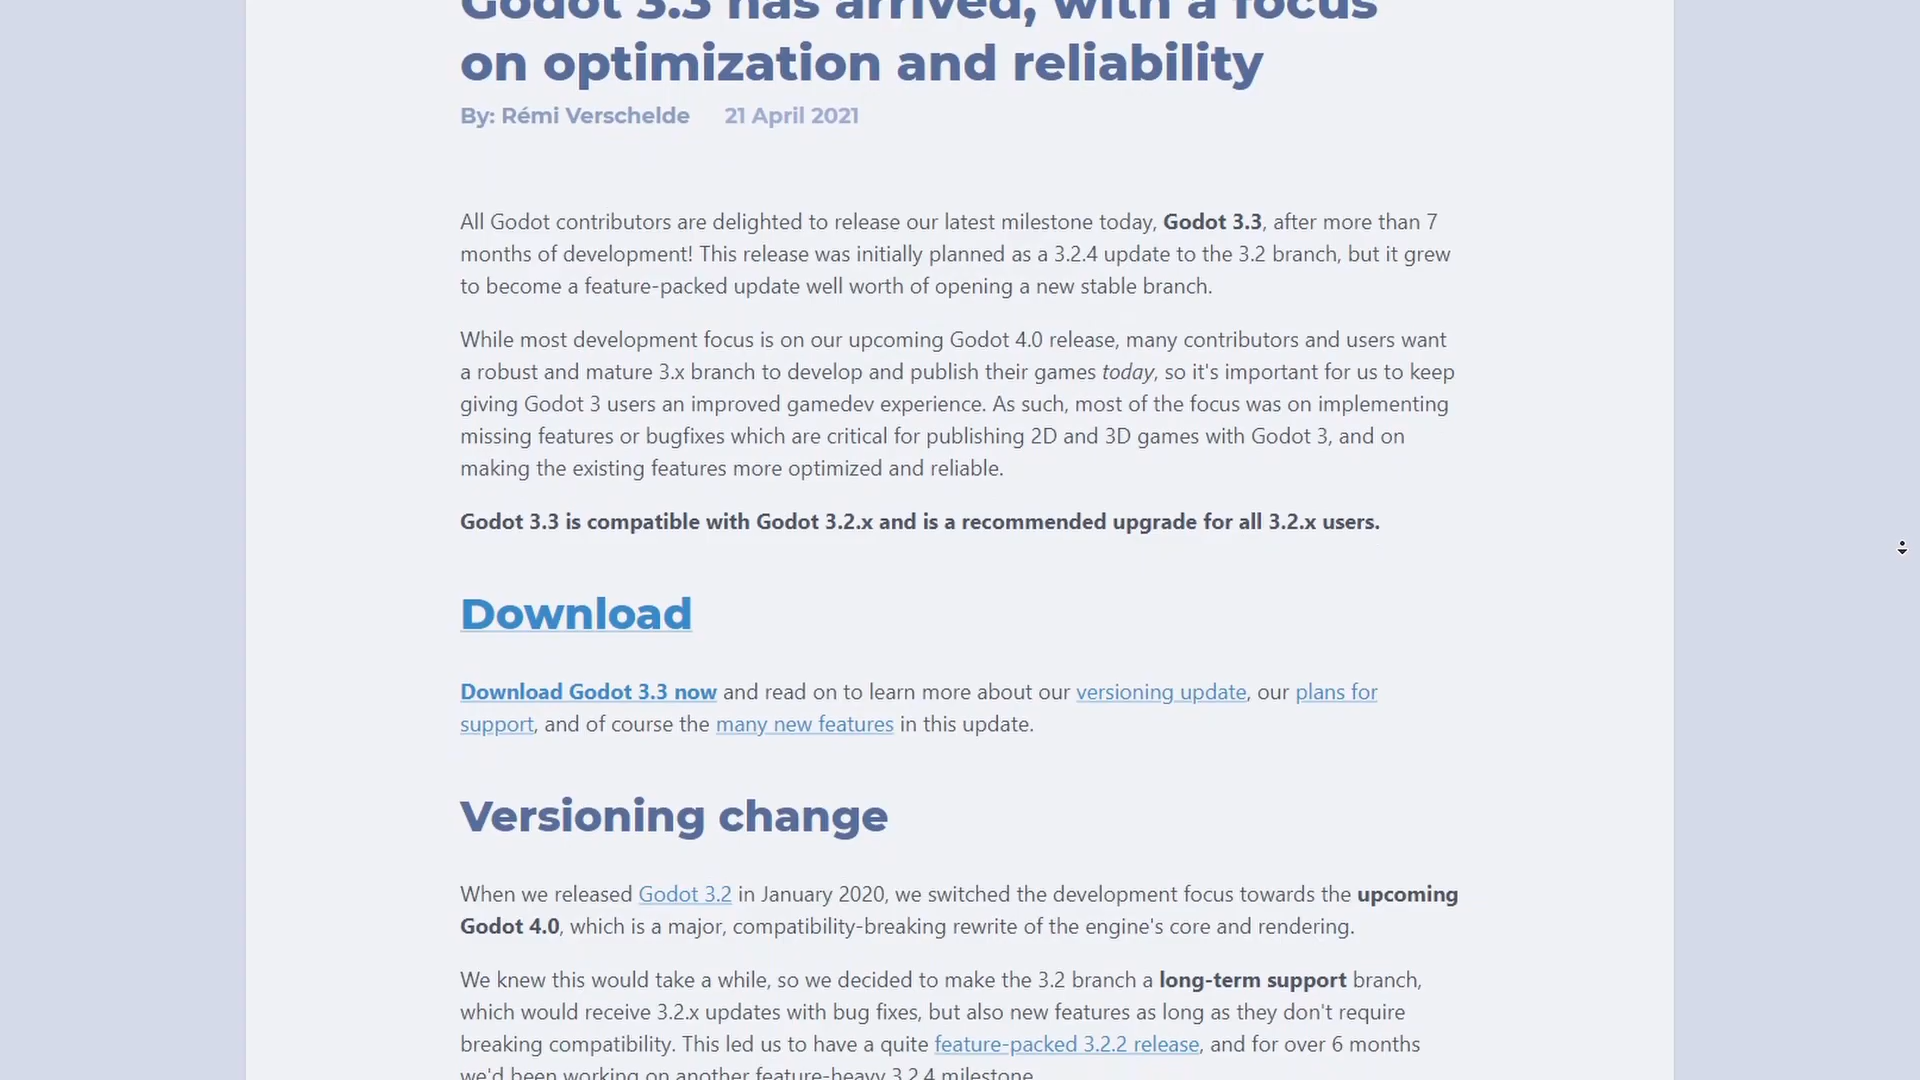 Godot 3.3 has arrived, with a focus
on optimization and reliability
By: Rémi Verschelde 21 April 2021
All Godot contributors are delighted to release our latest milestone today, Godot 3.3, after more than 7
months of development! This release was initially planned as a 3.2.4 update to the 3.2 branch, but it grew
to become a feature-packed update well worth of opening a new stable branch.
While most development focus is on our upcoming Godot 4.0 release, many contributors and users want
a robust and mature 3.x branch to develop and publish their games today, so it's important for us to keep
giving Godot 3 users an improved gamedev experience. As such, most of the focus was on implementing
missing features or bugfixes which are critical for publishing 2D and 3D games with Godot 3, and on
making the existing features more optimized and reliable.
Godot 3.3 is compatible with Godot 3.2.x and is a recommended upgrade for all 3.2.x users.
Download
Download Godot 3.3 now and read on to learn more about our versioning update, our plans for
support, and of course the many new features in this update.
Versioning change
When we released Godot 3.2 in January 2020, we switched the development focus towards the upcoming
Godot 4.0, which is a major, compatibility-breaking rewrite of the engine's core and rendering.
We knew this would take a while, so we decided to make the 3.2 branch a long-term support branch,
which would receive 3.2.x updates with bug fixes, but also new features as long as they don't require
breaking compatibility. This led us to have a quite feature-packed 3.2.2 release, and for over 6 months
we'd been working on another feature-heavy 3.2.4 milestone.